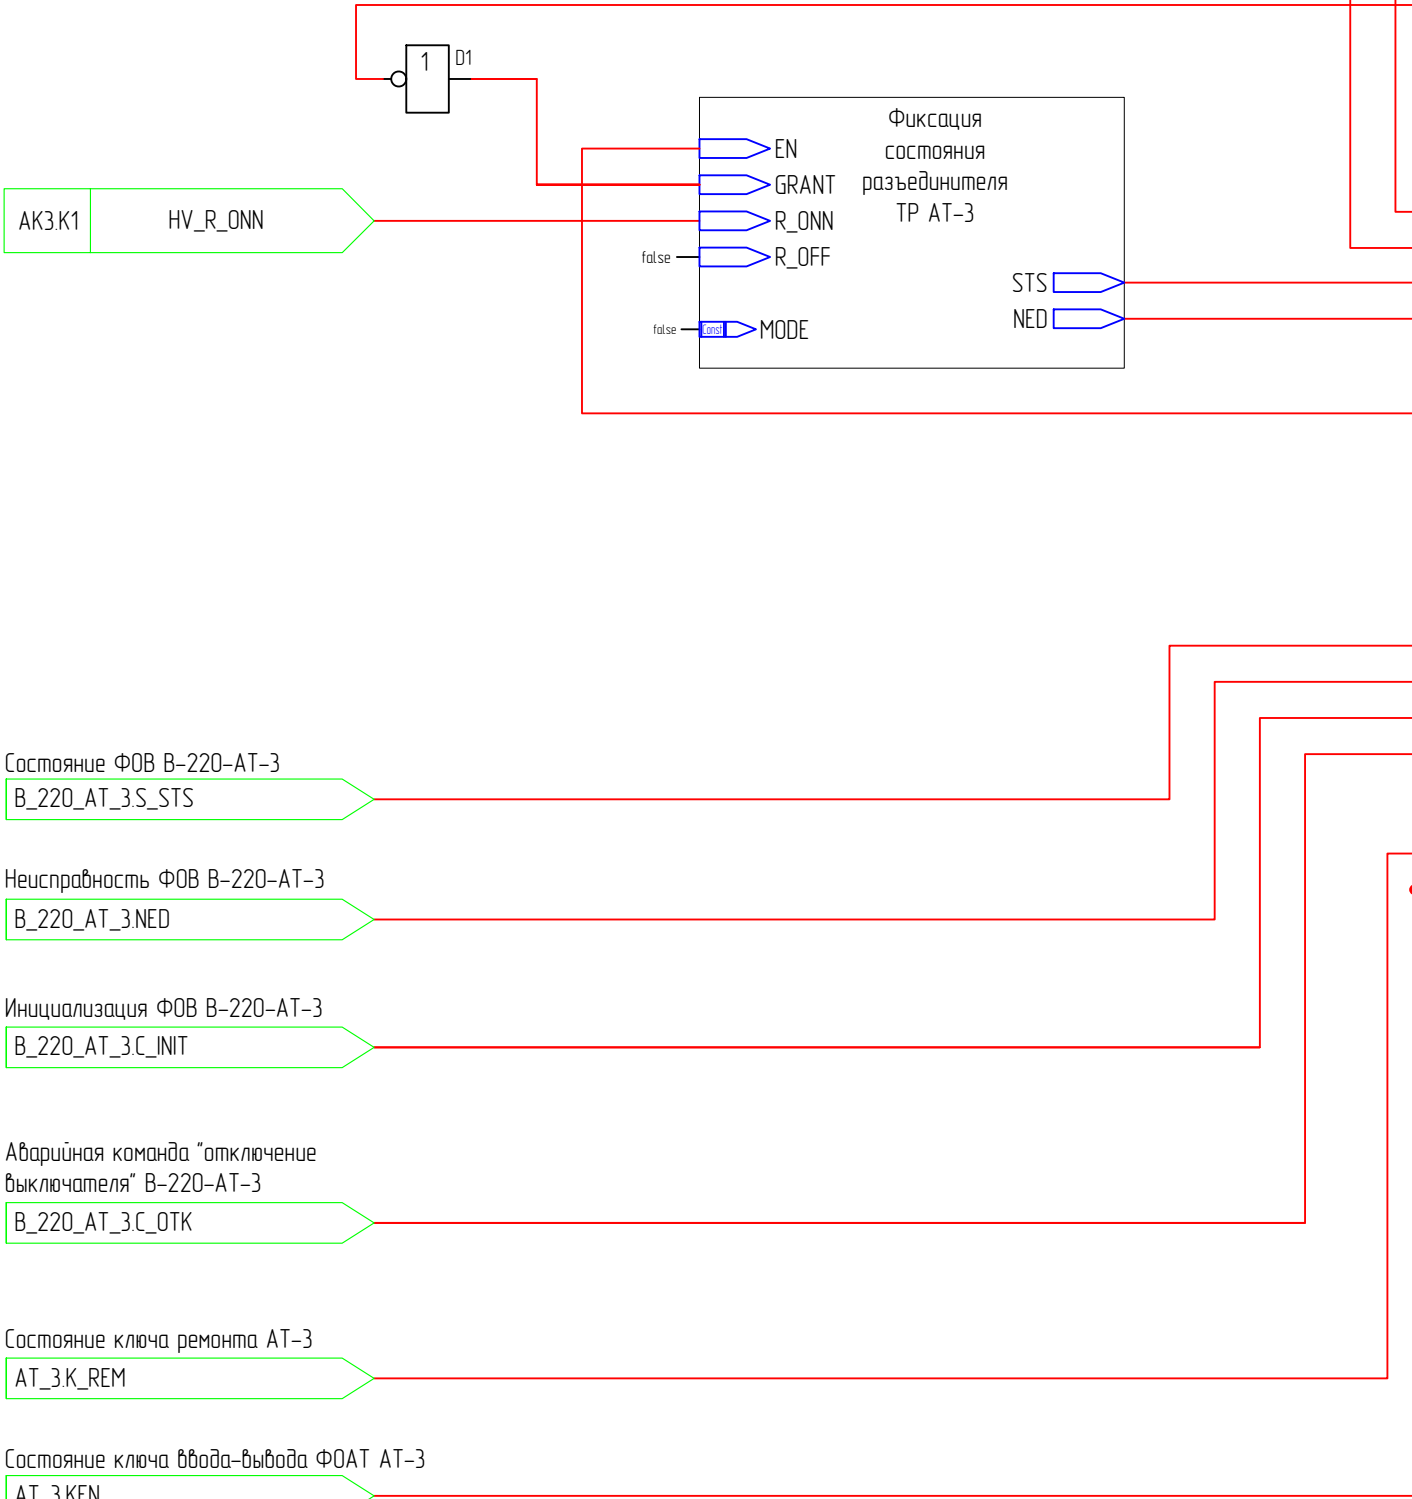 1 D1
Фиксация
состояния
разъединителя
ТР АТ-3
EN
GRANT
AK3.K1 HV_R_ONN
R_ONN
false R_OFF
STS
NED
false Const MODE
Состояние ФОВ В-220-АТ-3
B_220_AT_3.S_STS
Неисправность ФОВ В-220-АТ-3
B_220_AT_3.NED
Инициализация ФОВ В-220-АТ-3
B_220_AT_3.C_INIT
Аварийная команда "отключение
выключателя" В-220-АТ-3
B_220_AT_3.C_OTK
Состояние ключа ремонта АТ-3
AT_3.K_REM
Состояние ключа ввода-вывода ФОАТ АТ-3
AT_3.KEN